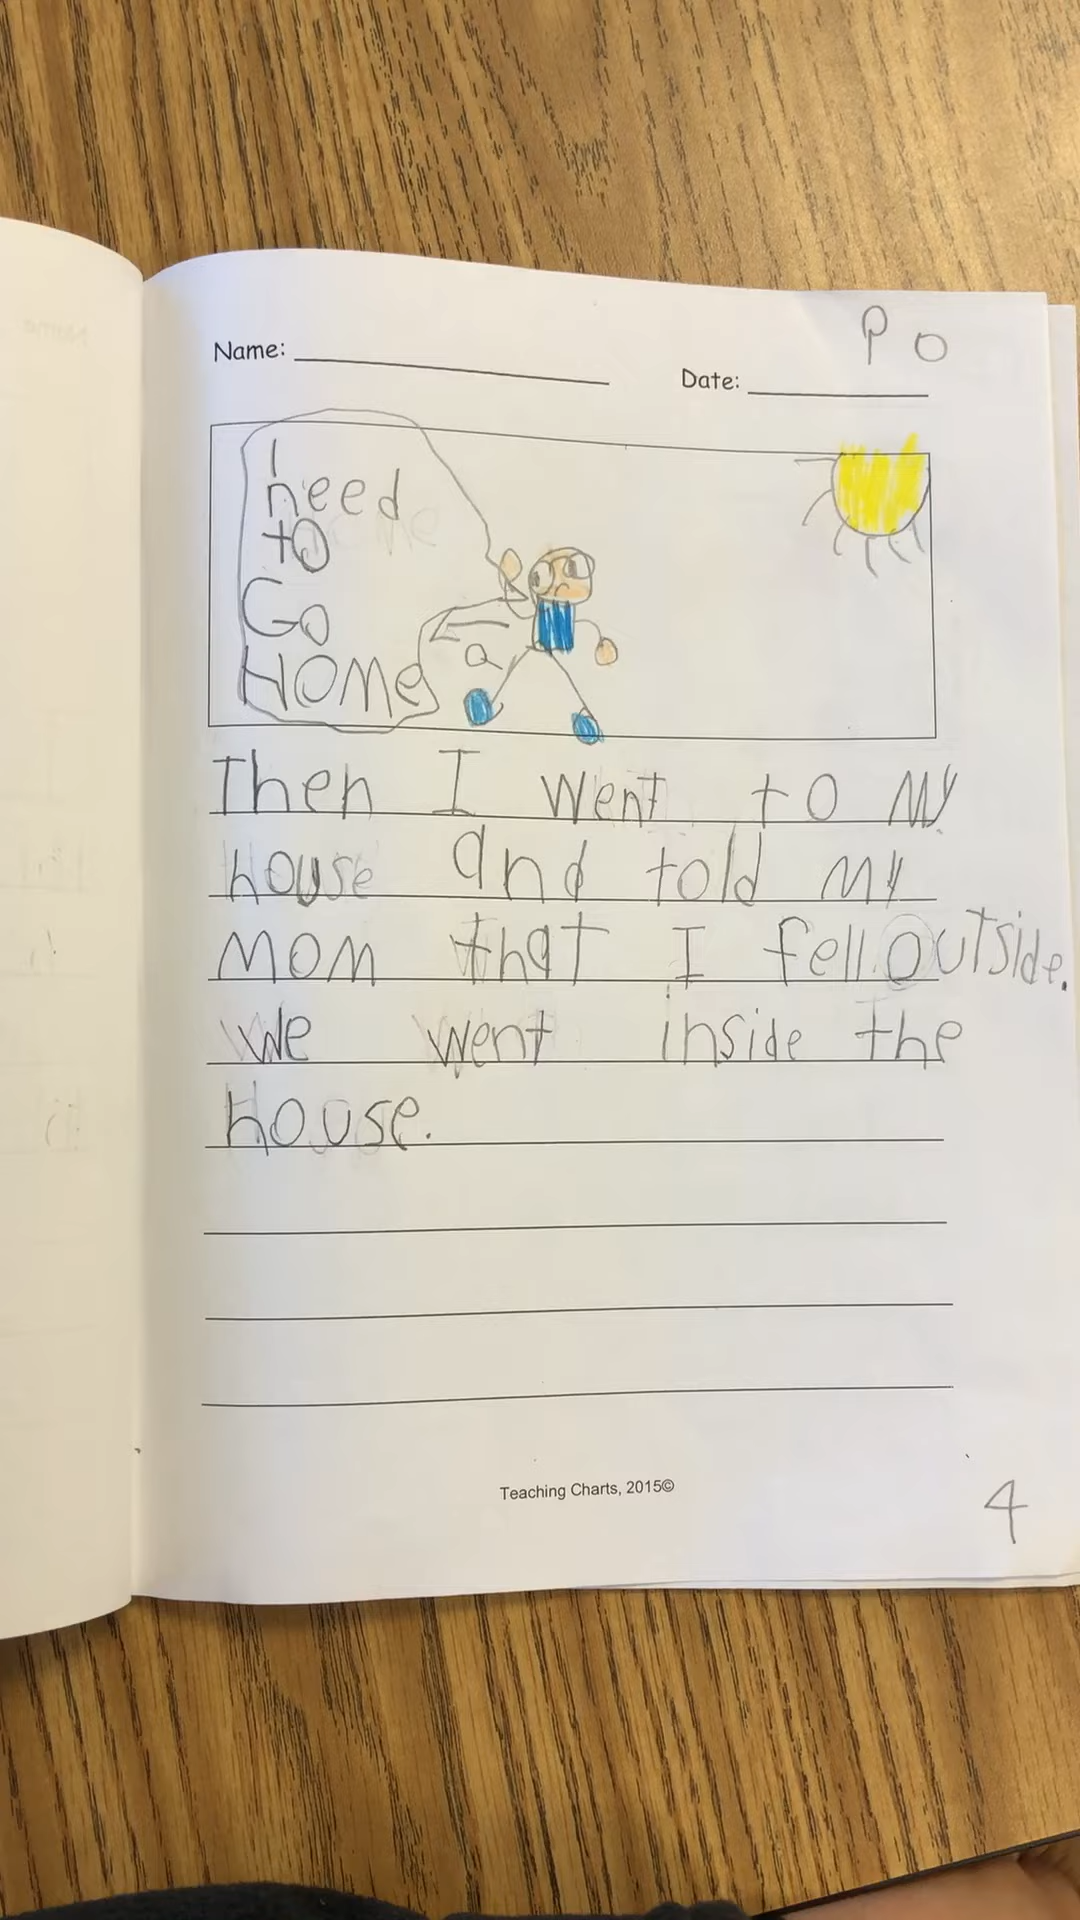 P O
Name:
Date:
I
need
to
Go
HOMe
a
Then I went to My
house and told My
MOM that I fell outside.
We went inside the
house.
Teaching Charts, 2015©
4